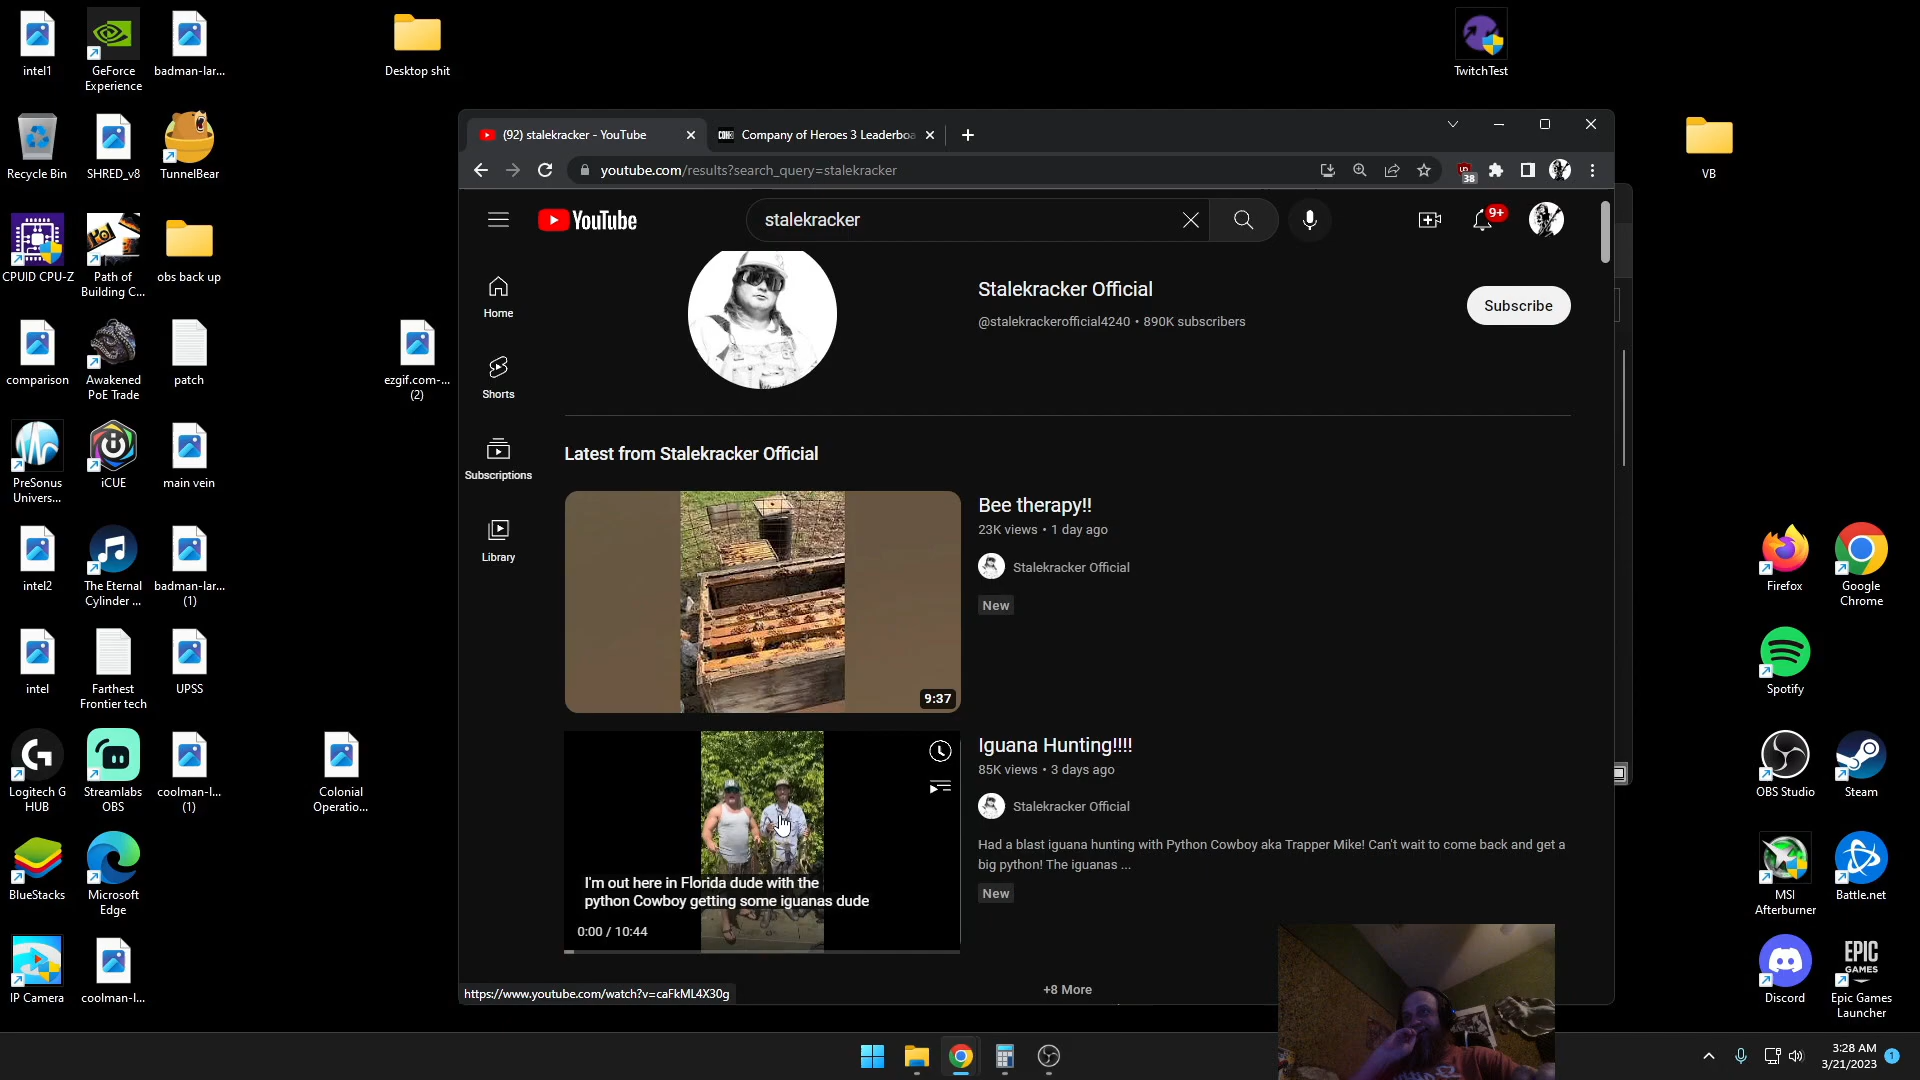 intel1
GeForce
Experience
badman-lar...
Desktop shit
TwitchTest
Recycle Bin
SHRED_v8
TunnelBear
VB
CPUID CPU-Z
Path of
Building C...
obs back up
comparison
Awakened
PoE Trade
patch
ezgif.com-...
(2)
PreSonus
Univers...
iCUE
main vein
intel2
The Eternal
Cylinder ...
badman-lar...
(1)
intel
Farthest
Frontier tech
UPSS
Logitech G
HUB
Streamlabs
OBS
coolman-l...
(1)
Colonial
Operatio...
BlueStacks
Microsoft
Edge
IP Camera
coolman-l...
(92) stalekracker - YouTube
COH3
Company of Heroes 3 Leaderboa
youtube.com/results?search_query=stalekracker
38
YouTube
stalekracker
9+
Home
Shorts
Subscriptions
Library
Stalekracker Official
@stalekrackerofficial4240 • 890K subscribers
Subscribe
Latest from Stalekracker Official
Bee therapy!!
23K views • 1 day ago
Stalekracker Official
New
9:37
Iguana Hunting!!!!
85K views • 3 days ago
Stalekracker Official
Had a blast iguana hunting with Python Cowboy aka Trapper Mike! Can't wait to come back and get a
big python! The iguanas ...
New
I'm out here in Florida dude with the
python Cowboy getting some iguanas dude
0:00 / 10:44
+8 More
https://www.youtube.com/watch?v=caFkML4X30g
Firefox
Google
Chrome
Spotify
OBS Studio
Steam
MSI
Afterburner
Battle.net
Discord
EPIC
GAMES
Epic Games
Launcher
3:28 AM
3/21/2023
1